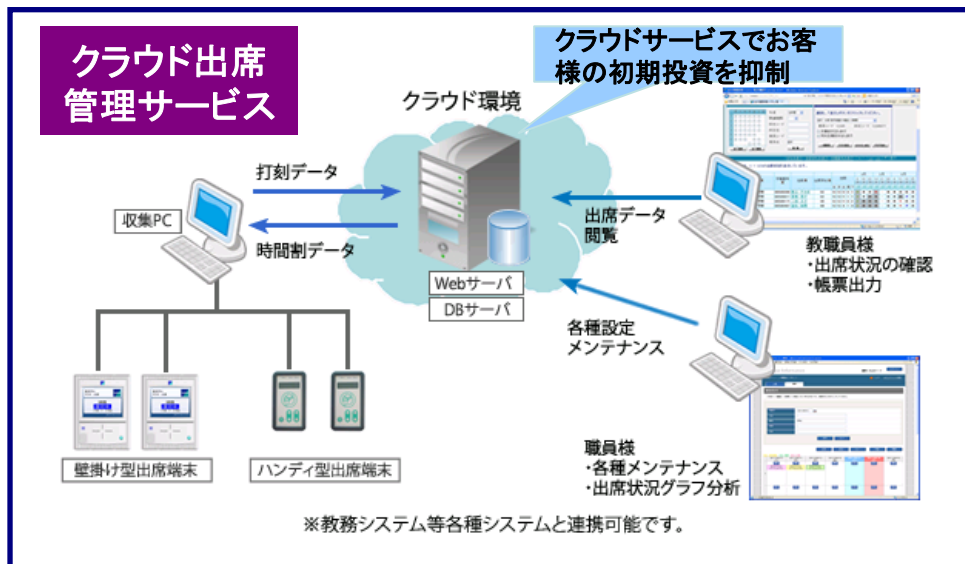 クラウド出席
管理サービス
クラウドサービスでお客
様の初期投資を抑制
クラウド環境
打刻データ
収集PC
時間割データ
出席データ
閲覧
Webサーバ
DBサーバ
教職員様
・出席状況の確認
・帳票出力
各種設定
メンテナンス
壁掛け型出席端末
ハンディ型出席端末
職員様
・各種メンテナンス
・出席状況グラフ分析
※教務システム等各種システムと連携可能です。